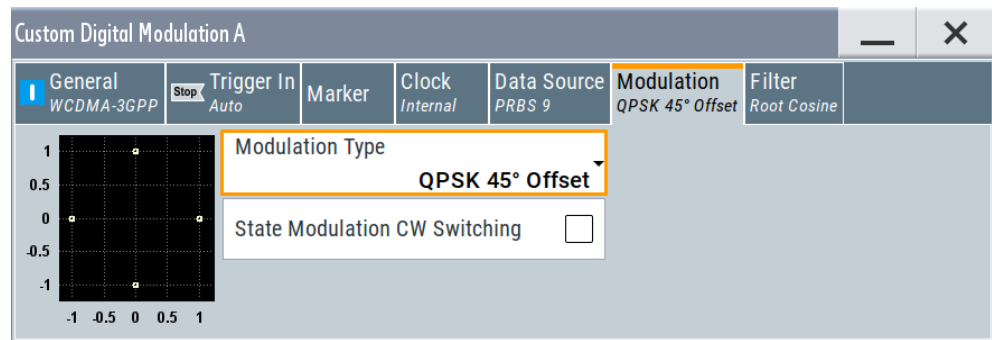 Custom Digital Modulation A
General
WCDMA-3GPP
Stop
Trigger In
Auto
Marker
Clock
Internal
Data Source
PRBS 9
Modulation
QPSK 45° Offset
Filter
Root Cosine
1
0.5
0
-0.5
-1
-1 -0.5 0 0.5 1
Modulation Type
QPSK 45° Offset
State Modulation CW Switching